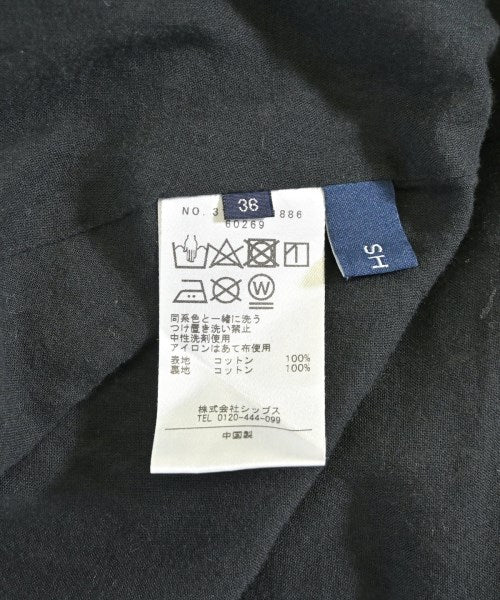 36
NO. 3 886
60269
W
同系色と一緒に洗う
つけ置き洗い禁止
中性洗剤使用
アイロンはあて布使用
表地 コットン 100%
裏地 コットン 100%
株式会社シップス
TEL 0120-444-099
中国製
HS